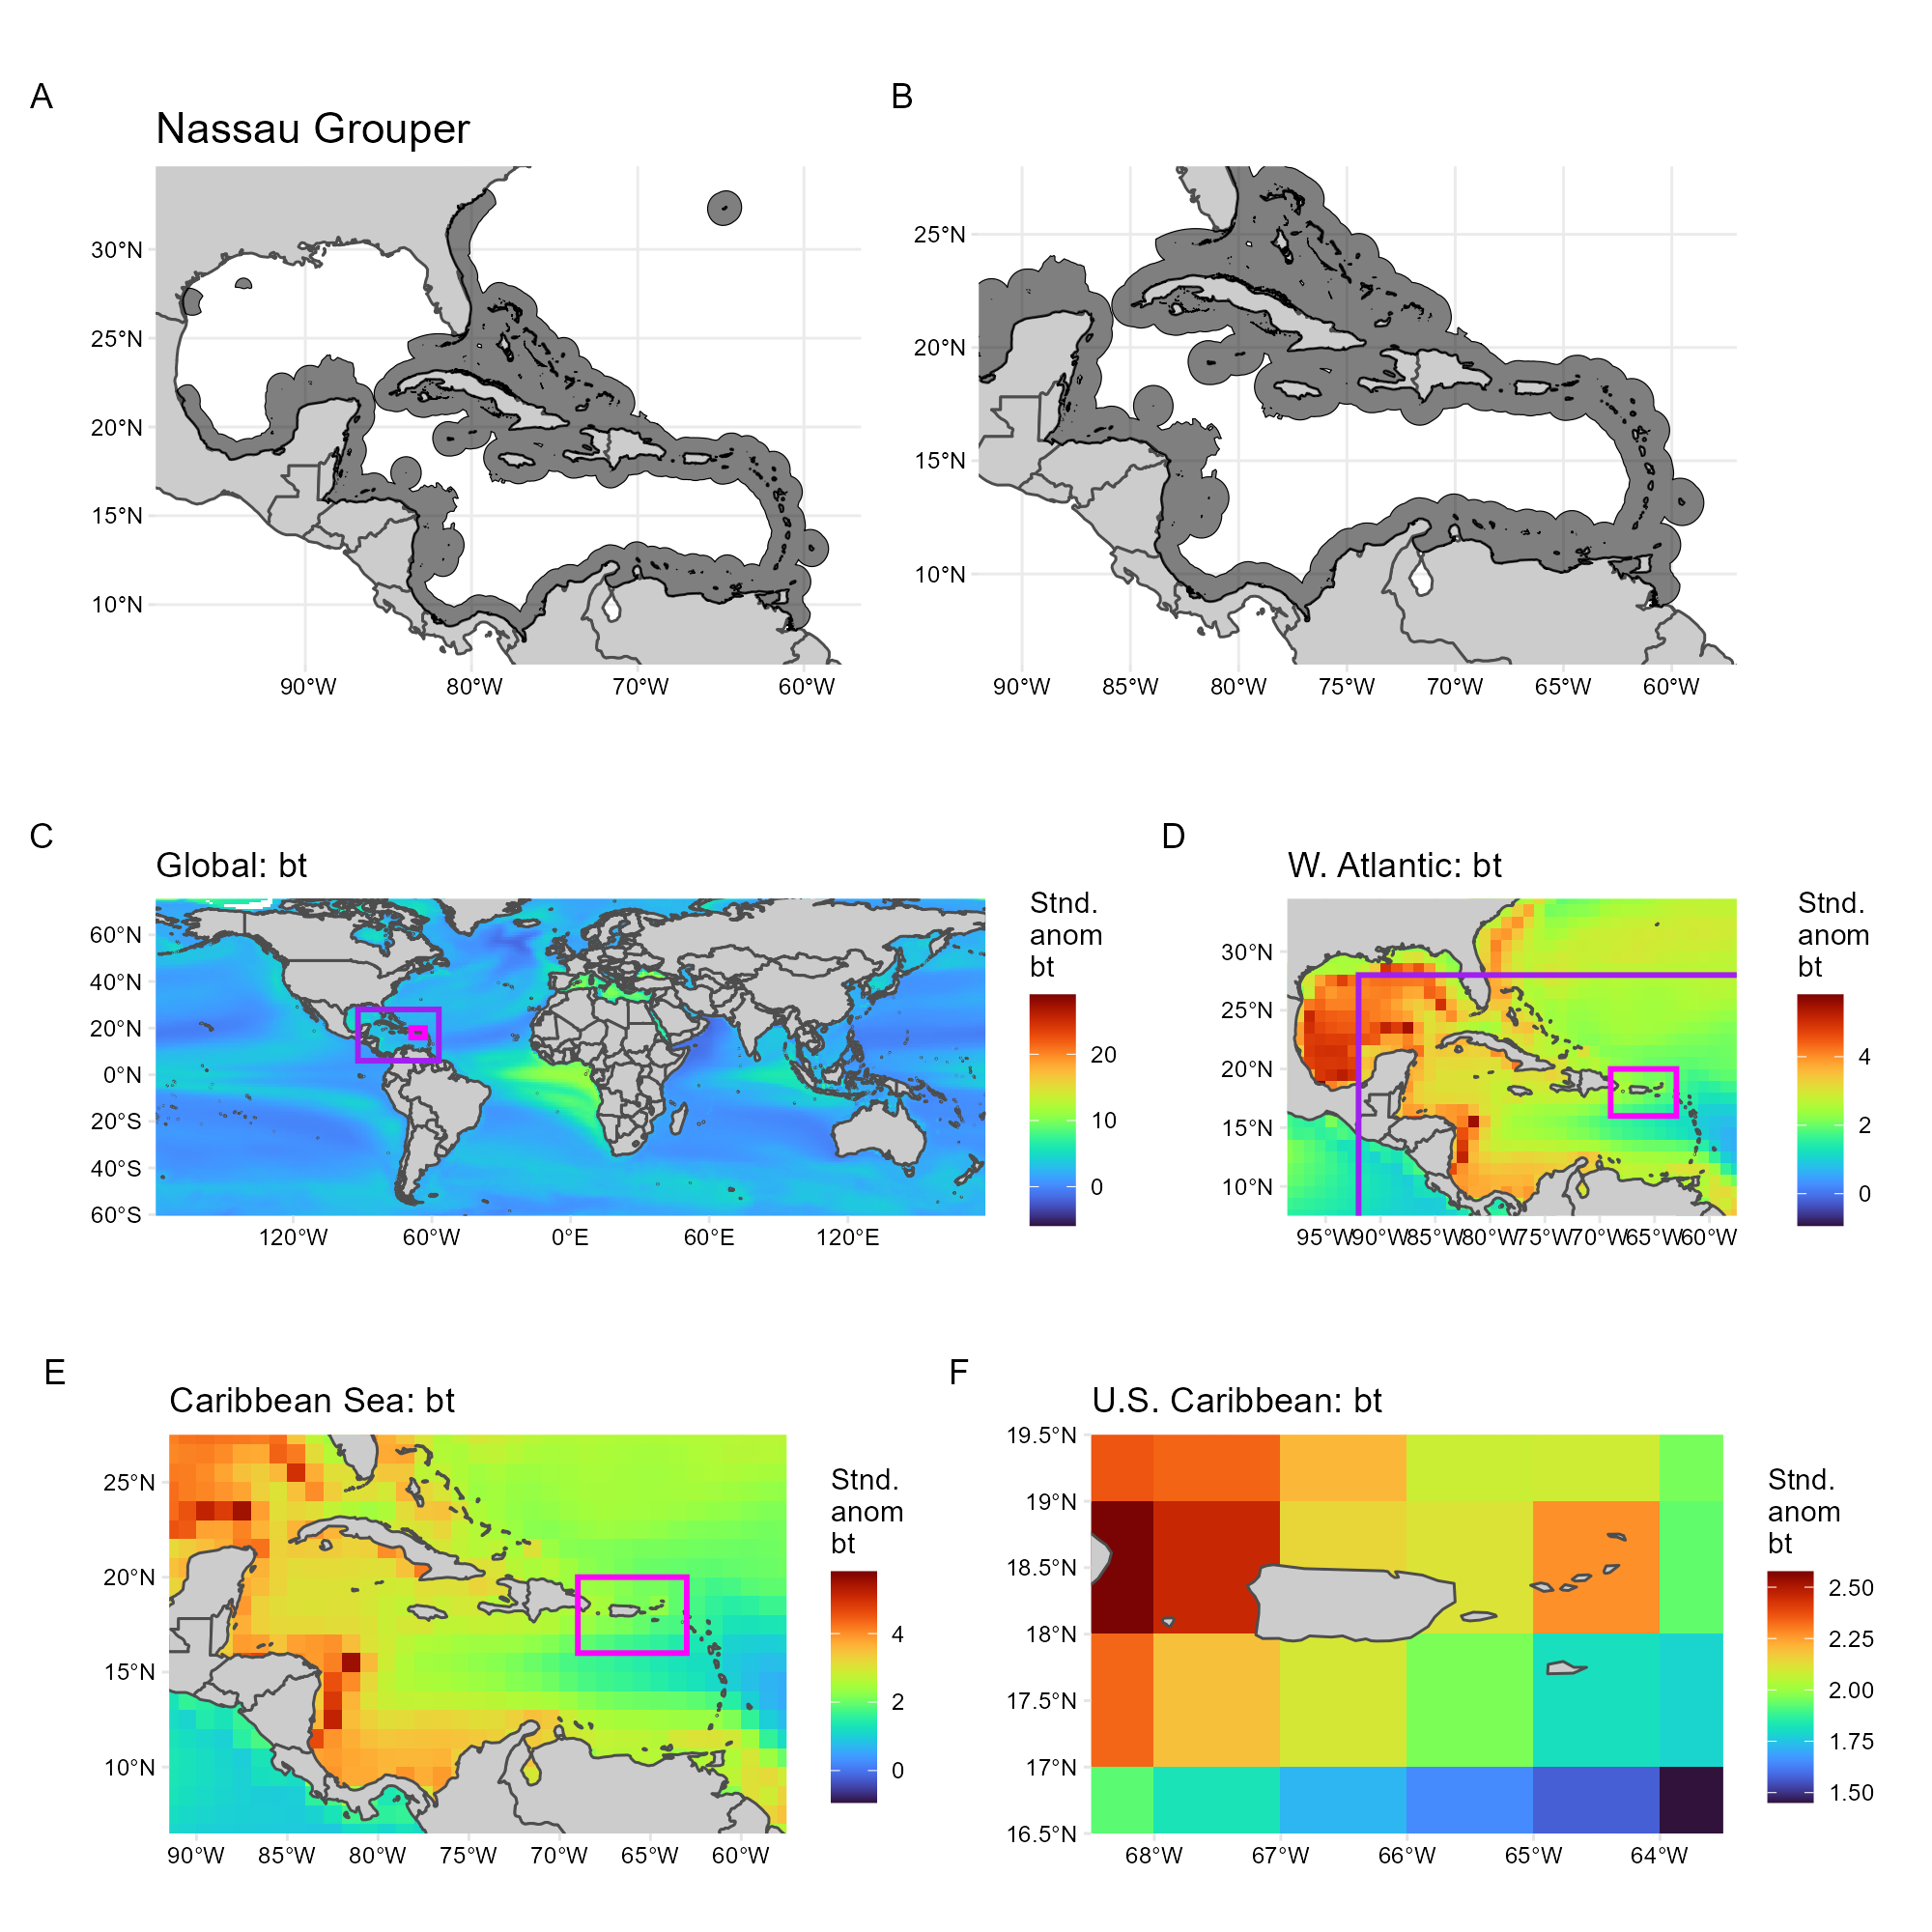 A
Nassau Grouper
30°N
25°N
20°N
15°N
10°N
90°W 80°W 70°W 60°W
B
25°N
20°N
15°N
10°N
90°W 85°W 80°W 75°W 70°W 65°W 60°W
C
Global: bt
60°N
40°N
20°N
0°N
20°S
40°S
60°S
120°W 60°W 0°E 60°E 120°E
Stnd.
anom
bt
20
10
0
D
W. Atlantic: bt
30°N
25°N
20°N
15°N
10°N
95°W 90°W 85°W 80°W 75°W 70°W 65°W 60°W
Stnd.
anom
bt
4
2
0
E
Caribbean Sea: bt
25°N
20°N
15°N
10°N
90°W 85°W 80°W 75°W 70°W 65°W 60°W
Stnd.
anom
bt
4
2
0
F
U.S. Caribbean: bt
19.5°N
19°N
18.5°N
18°N
17.5°N
17°N
16.5°N
68°W 67°W 66°W 65°W 64°W
Stnd.
anom
bt
2.50
2.25
2.00
1.75
1.50